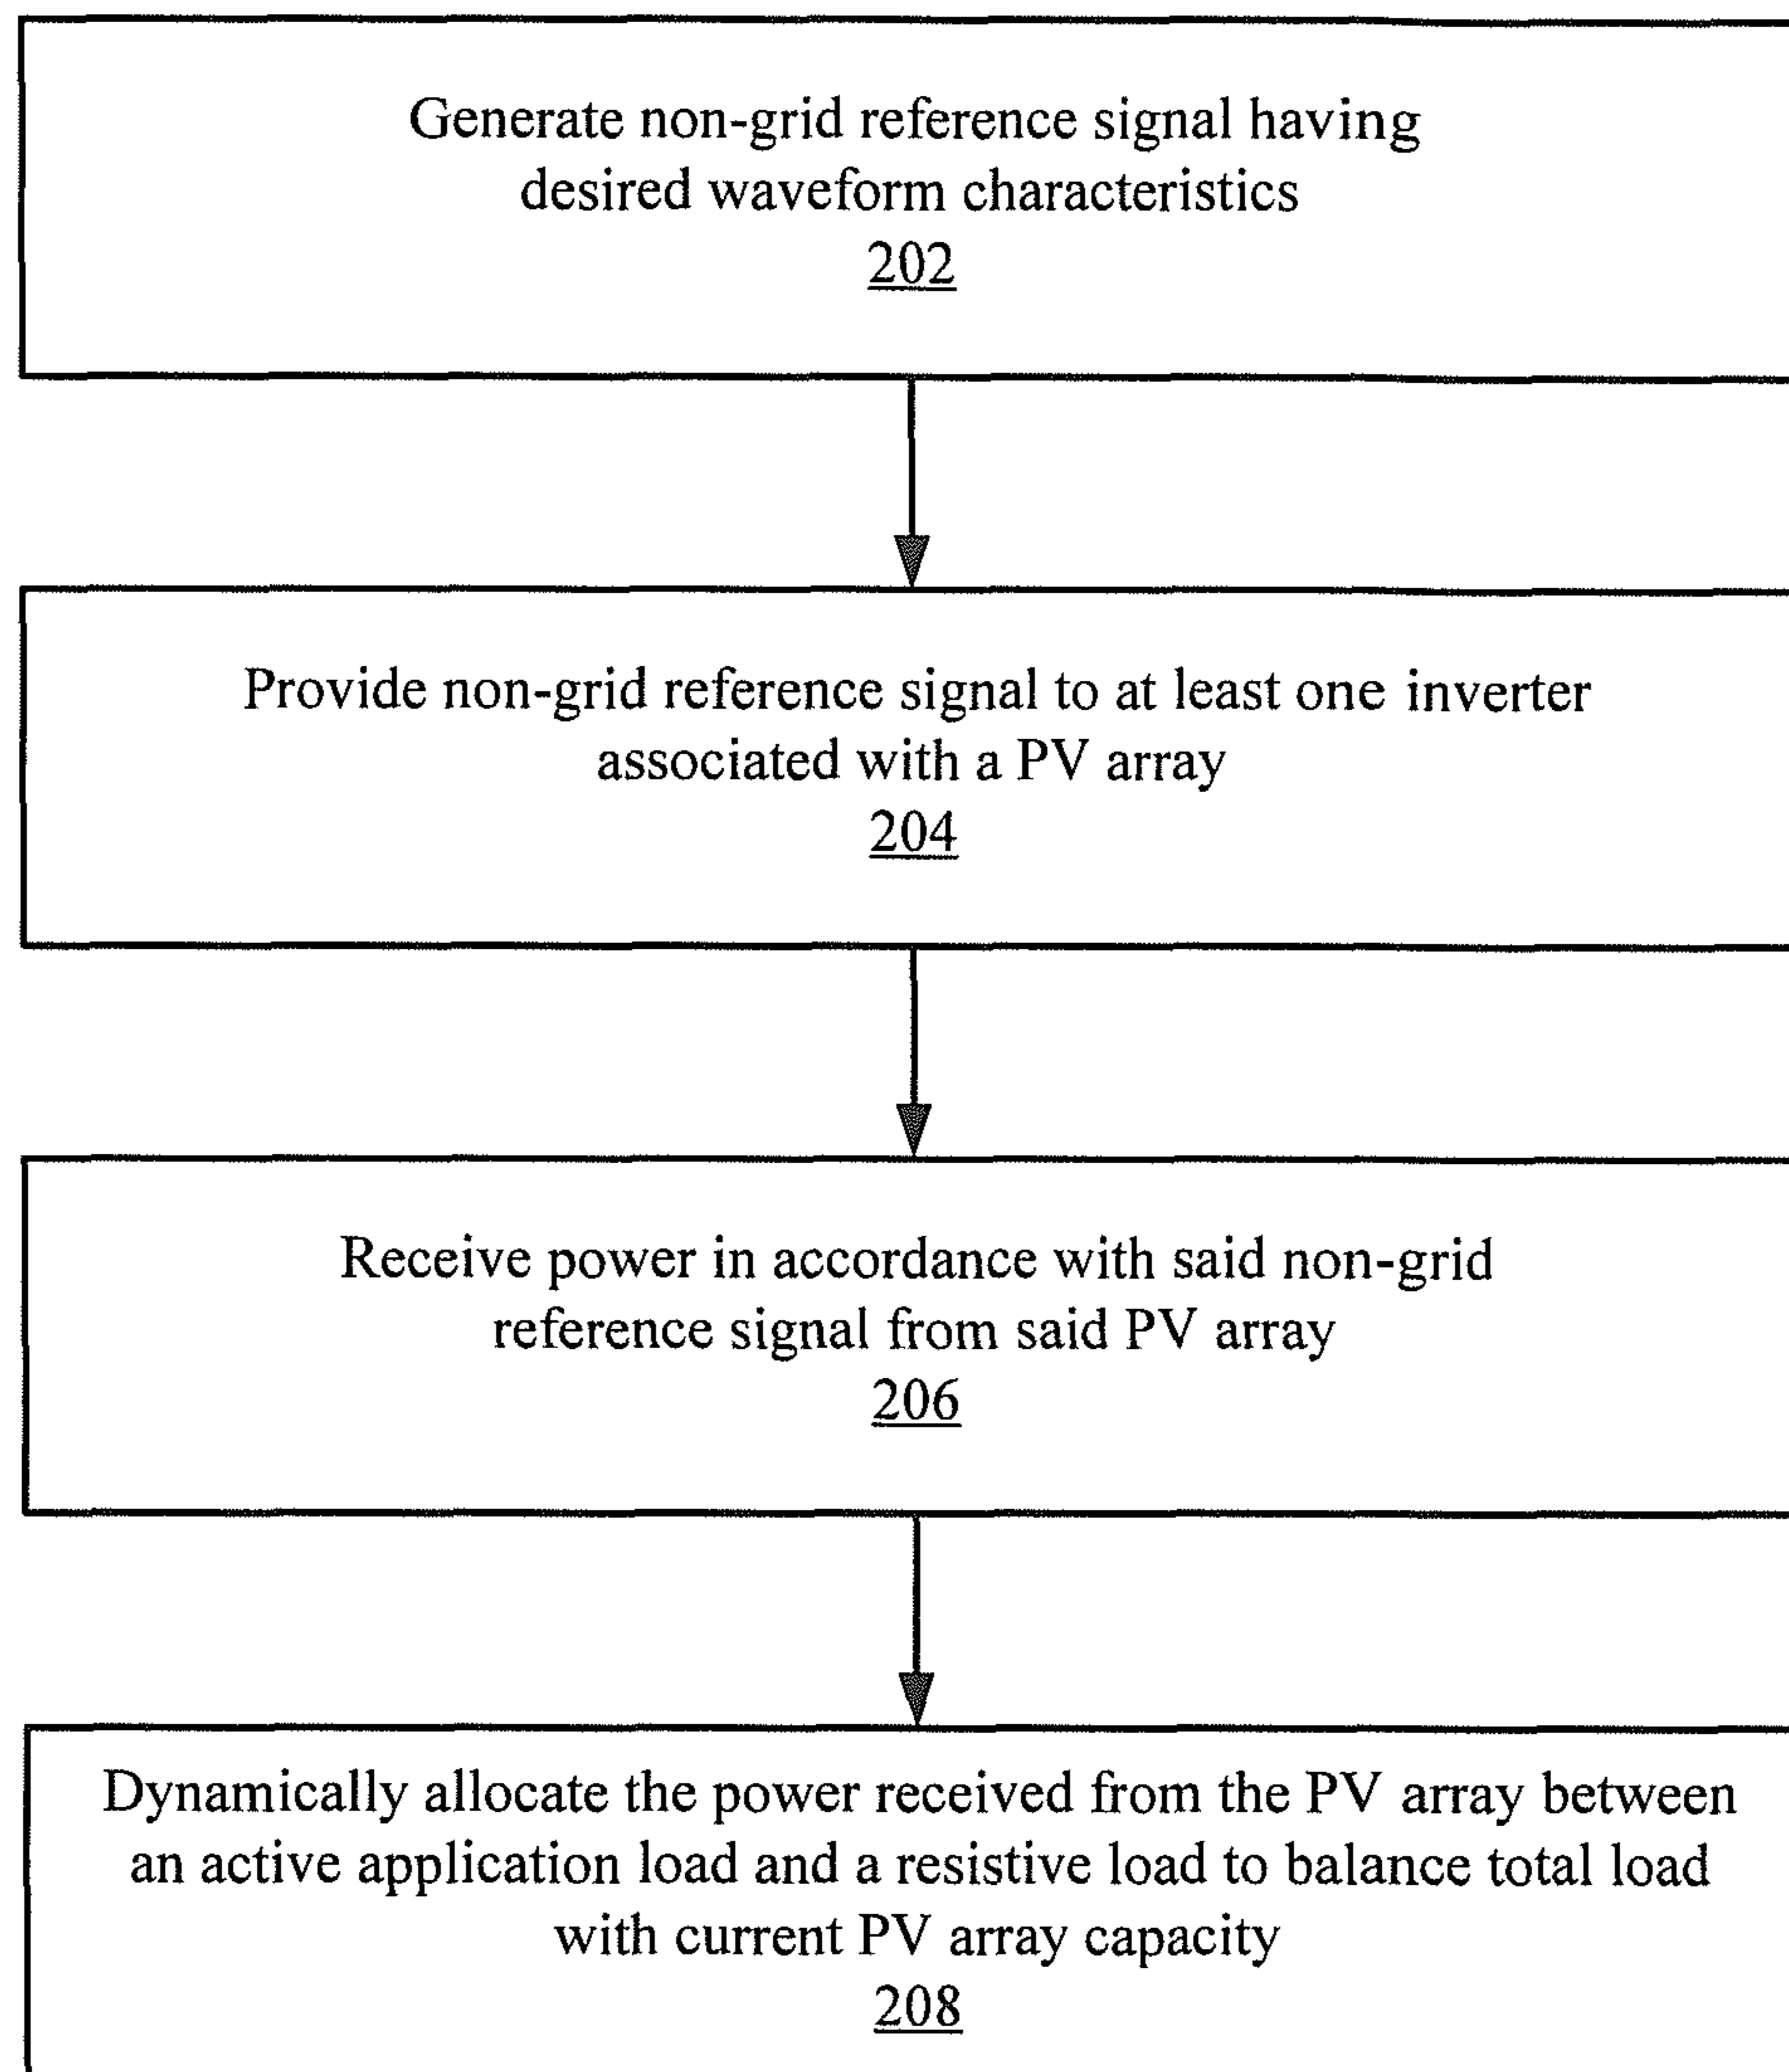 Generate non-grid reference signal having
desired waveform characteristics
202
Provide non-grid reference signal to at least one inverter
associated with a PV array
204
Receive power in accordance with said non-grid
reference signal from said PV array
206
Dynamically allocate the power received from the PV array between
an active application load and a resistive load to balance total load
with current PV array capacity
208